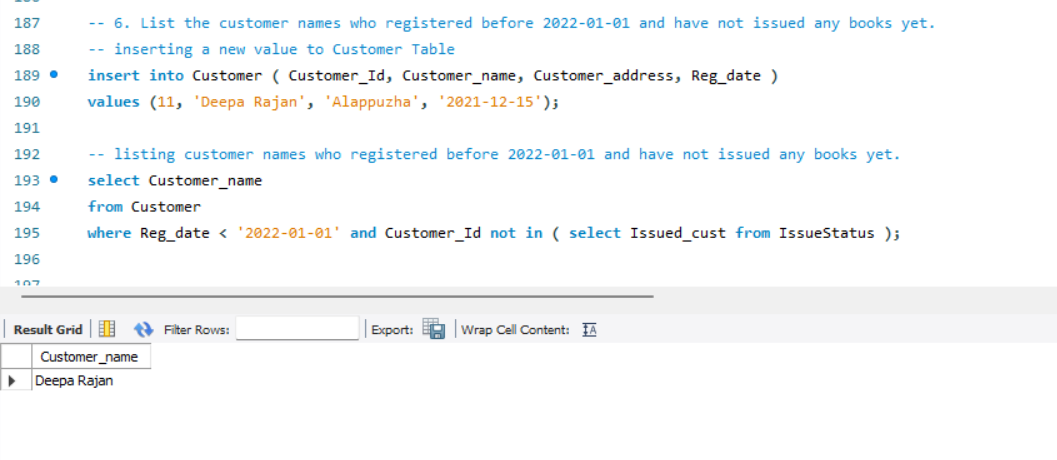 187 -- 6. List the customer names who registered before 2022-01-01 and have not issued any books yet.
188 -- inserting a new value to Customer Table
189 insert into Customer ( Customer_Id, Customer_name, Customer_address, Reg_date )
190 values (11, 'Deepa Rajan', 'Alappuzha', '2021-12-15');
191
192 -- listing customer names who registered before 2022-01-01 and have not issued any books yet.
193 select Customer_name
194 from Customer
195 where Reg_date < '2022-01-01' and Customer_Id not in ( select Issued_cust from IssueStatus );
196
Result Grid Filter Rows: Export: Wrap Cell Content:
Customer_name
Deepa Rajan